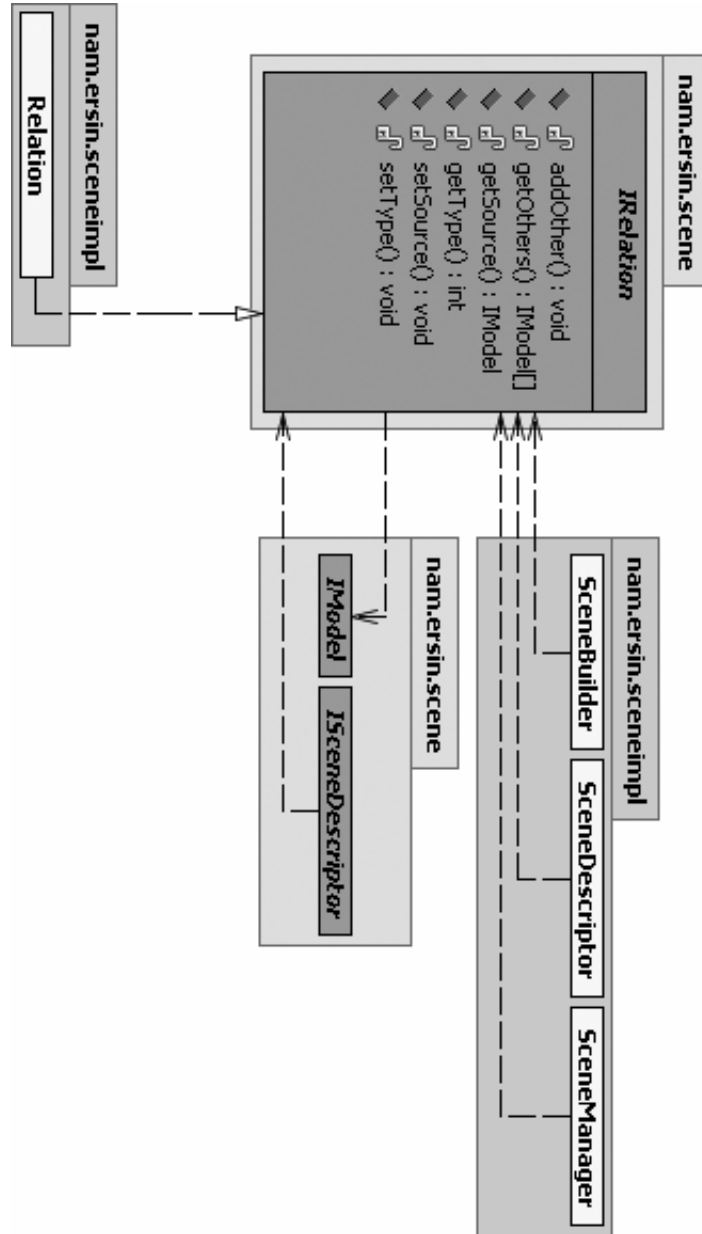 nam.ersin.scene
IRelation
addOther() : void
getOthers() : IModel[]
getSource() : IModel
getType() : int
setSource() : void
setType() : void
nam.ersin.sceneimpl
SceneBuilder
SceneDescriptor
SceneManager
nam.ersin.scene
IModel
ISceneDescriptor
nam.ersin.sceneimpl
Relation